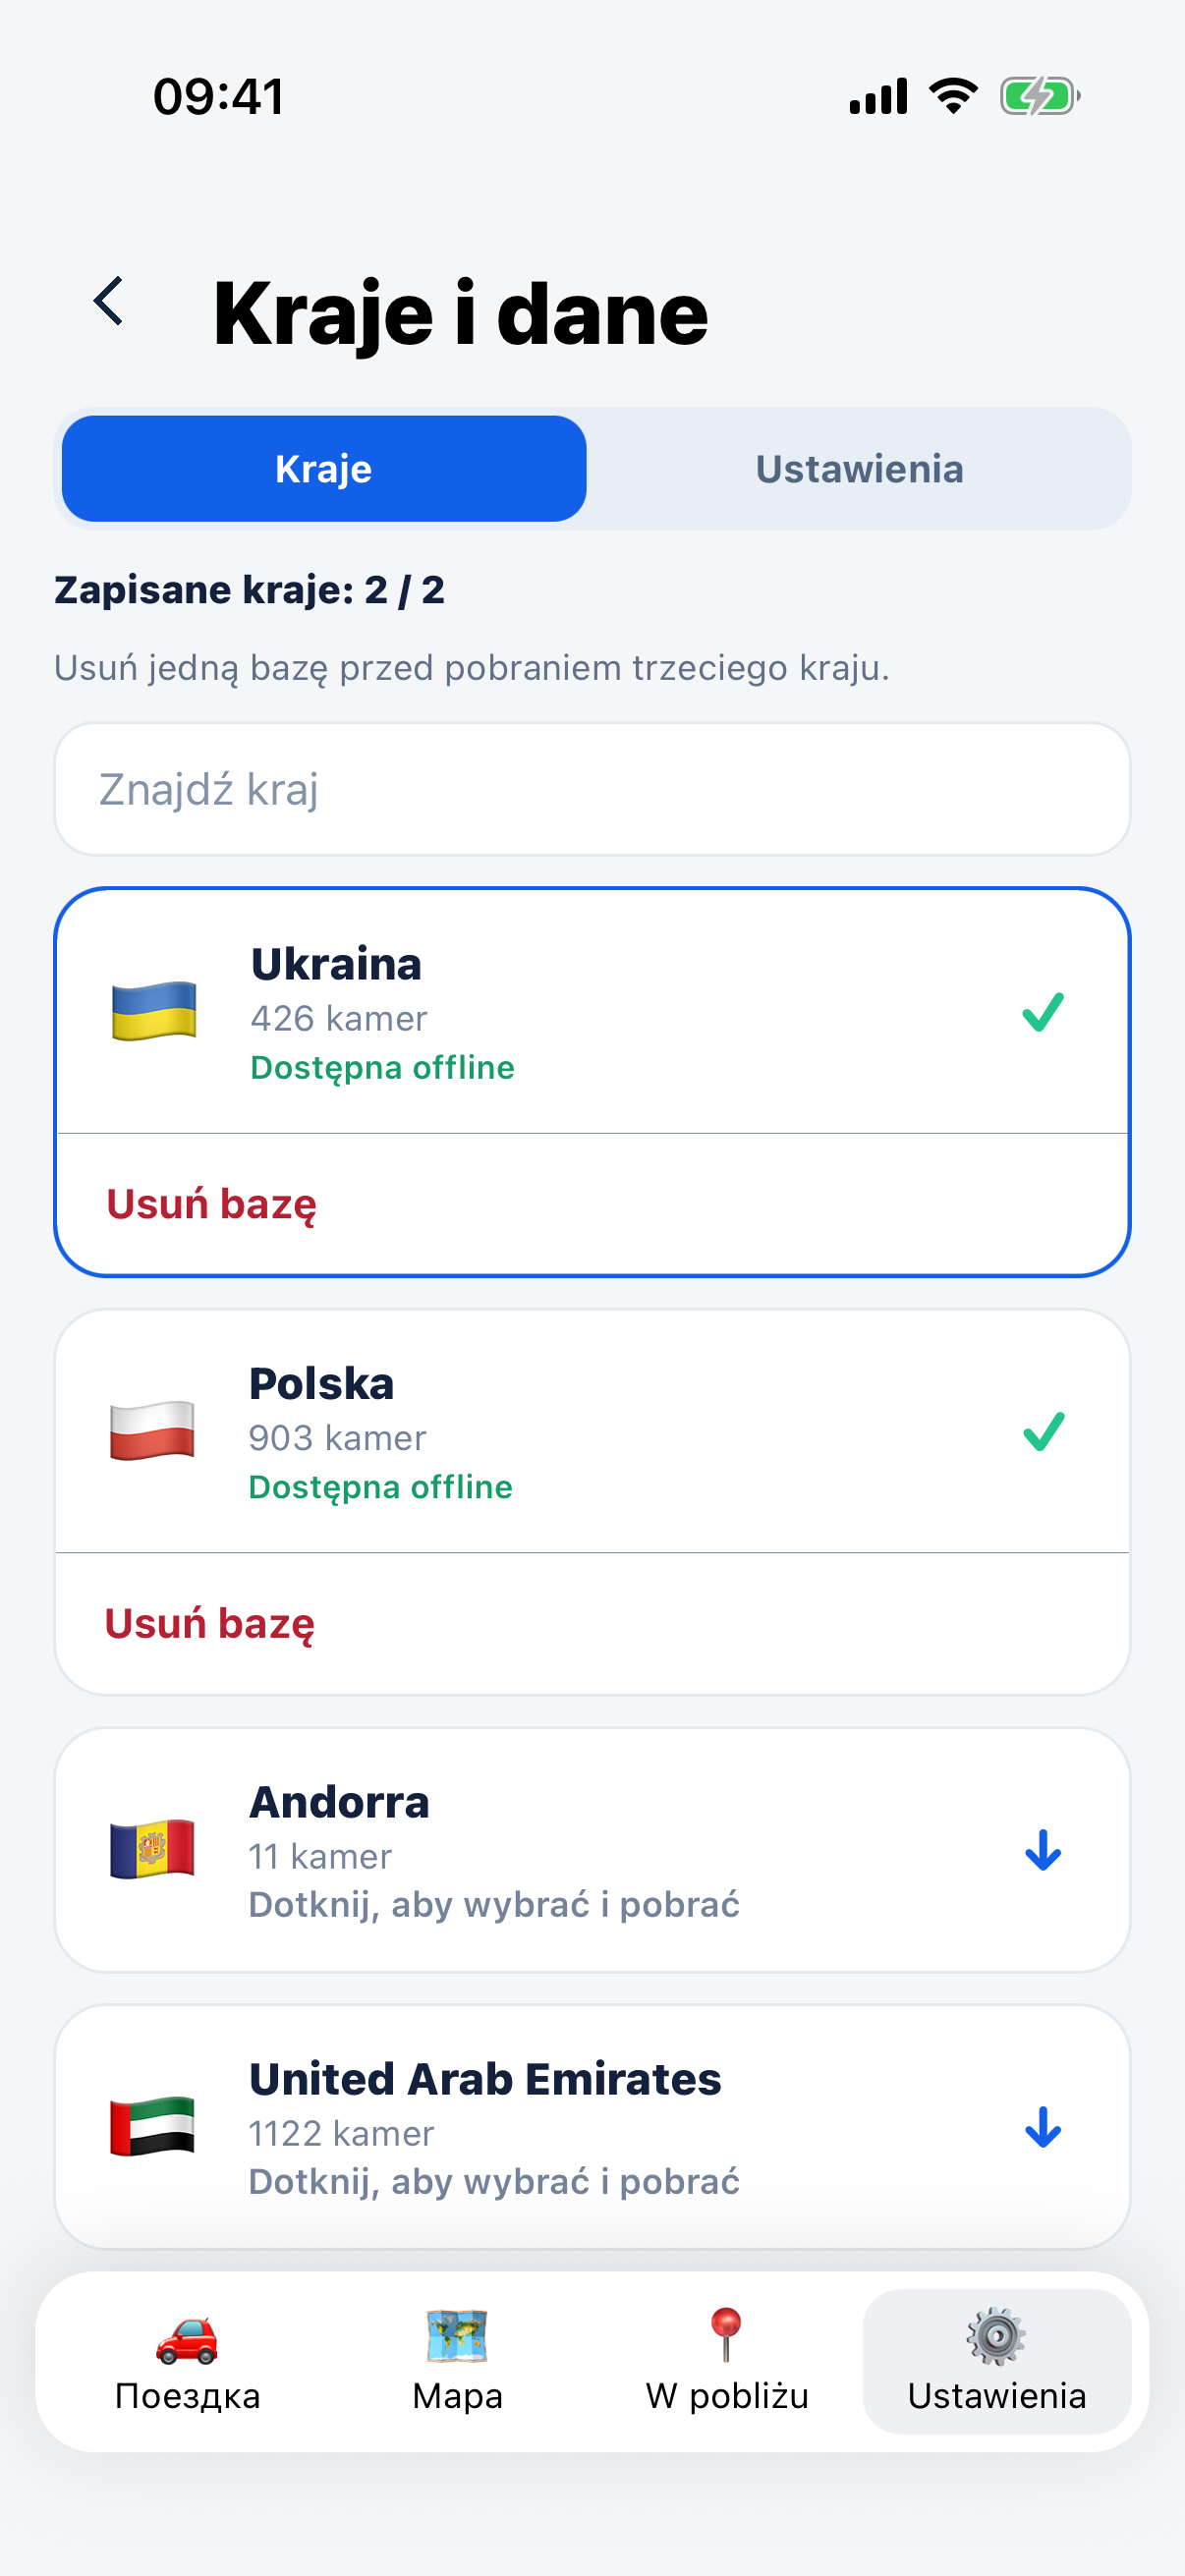 09:41
Kraje i dane
Kraje
Ustawienia
Zapisane kraje: 2 / 2
Usuń jedną bazę przed pobraniem trzeciego kraju.
Znajdź kraj
Ukraina
426 kamer
Dostępna offline
Usuń bazę
Polska
903 kamer
Dostępna offline
Usuń bazę
Andorra
11 kamer
Dotknij, aby wybrać i pobrać
United Arab Emirates
1122 kamer
Dotknij, aby wybrać i pobrać
Поездка
Mapa
W pobliżu
Ustawienia